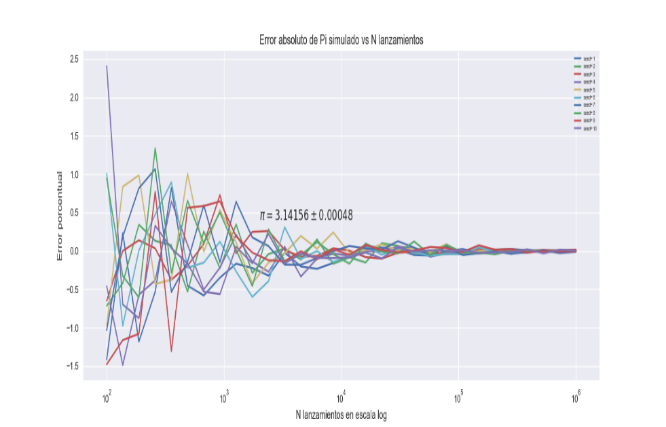 Error absoluto de Pi simulado vs N lanzamientos
2.5
2.0
1.5
1.0
0.5
0.0
−0.5
−1.0
−1.5
Error porcontual
π = 3.14156 ± 0.00048
10² 10³ 10⁴ 10⁵ 10⁶
N lanzamientos en escala log